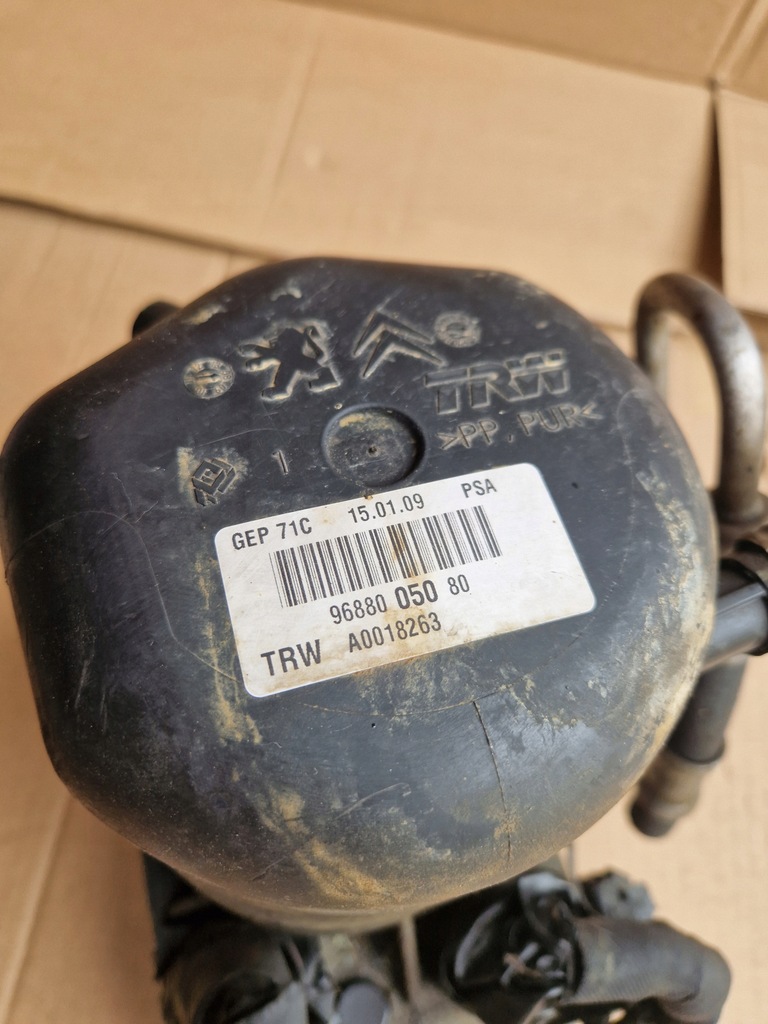 TRW
>PP, PUR<
1
GEP 71C 15.01.09 PSA
96880 050 80
TRW A0018263